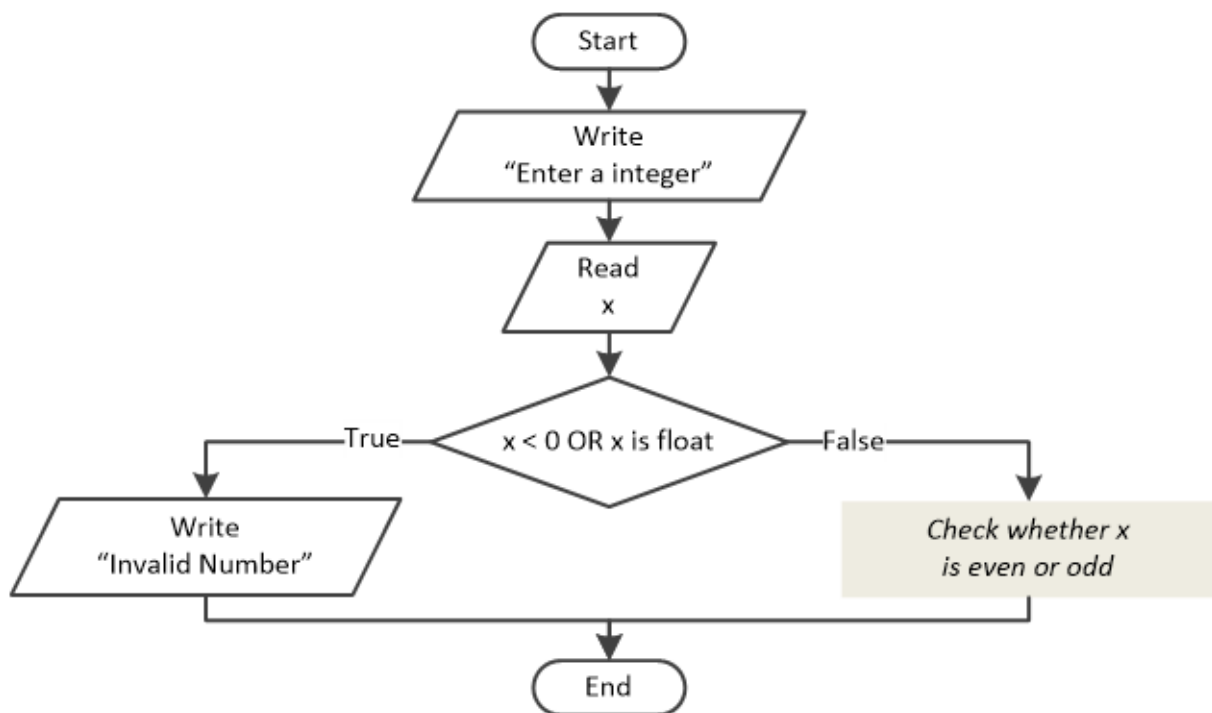 Start
Write
“Enter a integer”
Read
x
x < 0 OR x is float
True
False
Write
“Invalid Number”
Check whether x
is even or odd
End